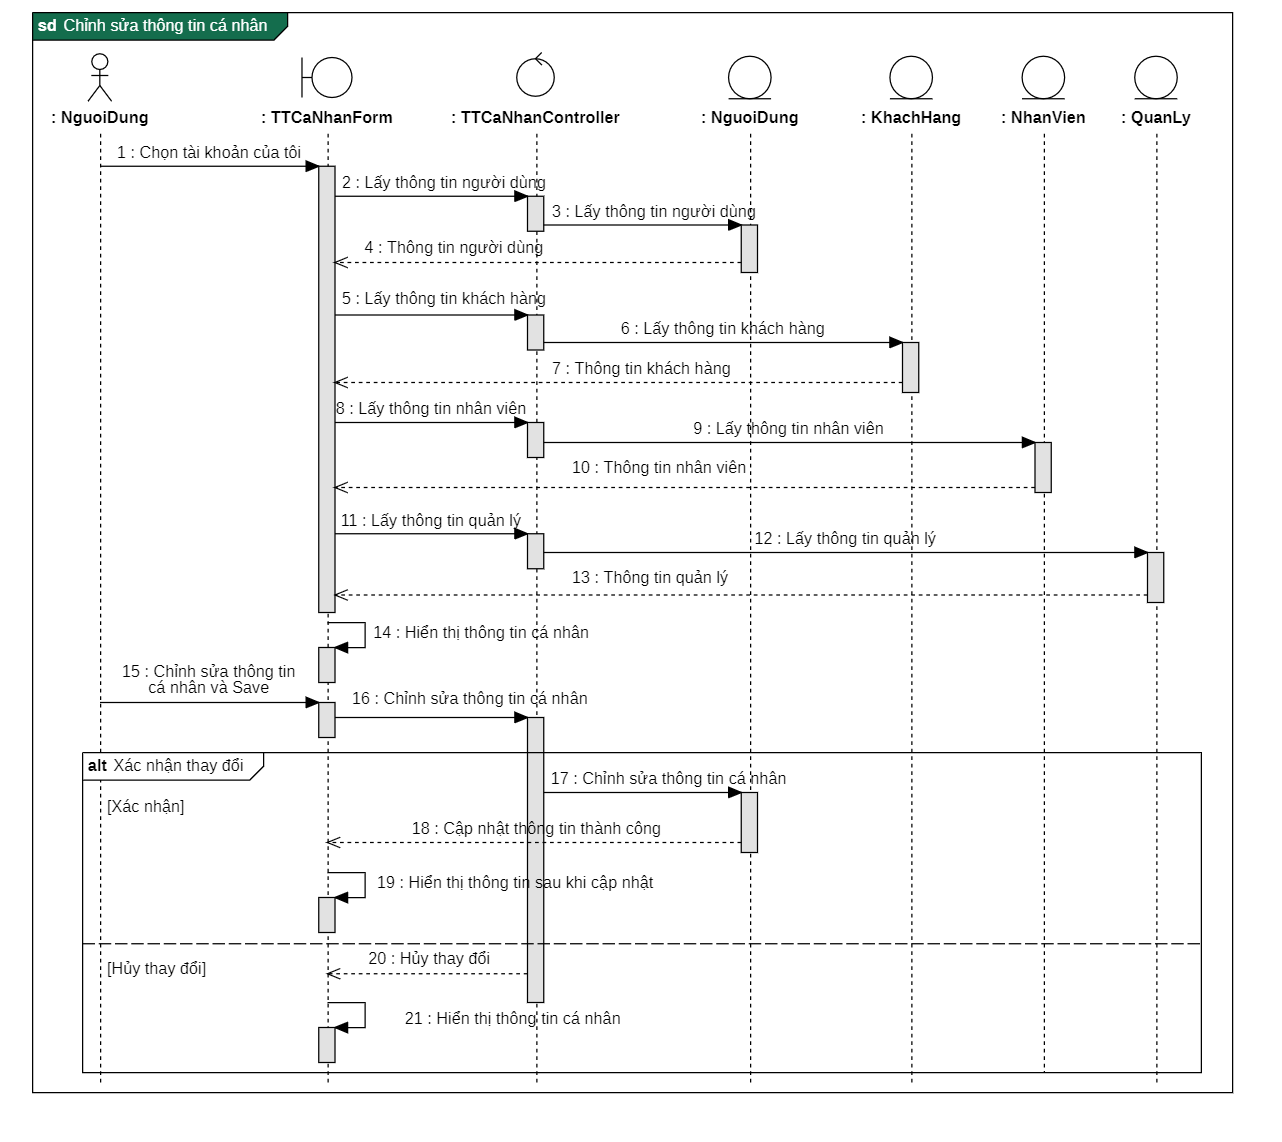 sd Chỉnh sửa thông tin cá nhân
: NguoiDung
: TTCaNhanForm
: TTCaNhanController
: NguoiDung
: KhachHang
: NhanVien
: QuanLy
1 : Chọn tài khoản của tôi
2 : Lấy thông tin người dùng
3 : Lấy thông tin người dùng
4 : Thông tin người dùng
5 : Lấy thông tin khách hàng
6 : Lấy thông tin khách hàng
7 : Thông tin khách hàng
8 : Lấy thông tin nhân viên
9 : Lấy thông tin nhân viên
10 : Thông tin nhân viên
11 : Lấy thông tin quản lý
12 : Lấy thông tin quản lý
13 : Thông tin quản lý
14 : Hiển thị thông tin cá nhân
15 : Chỉnh sửa thông tin
cá nhân và Save
16 : Chỉnh sửa thông tin cá nhân
alt Xác nhận thay đổi
17 : Chỉnh sửa thông tin cá nhân
[Xác nhận]
18 : Cập nhật thông tin thành công
19 : Hiển thị thông tin sau khi cập nhật
20 : Hủy thay đổi
[Hủy thay đổi]
21 : Hiển thị thông tin cá nhân